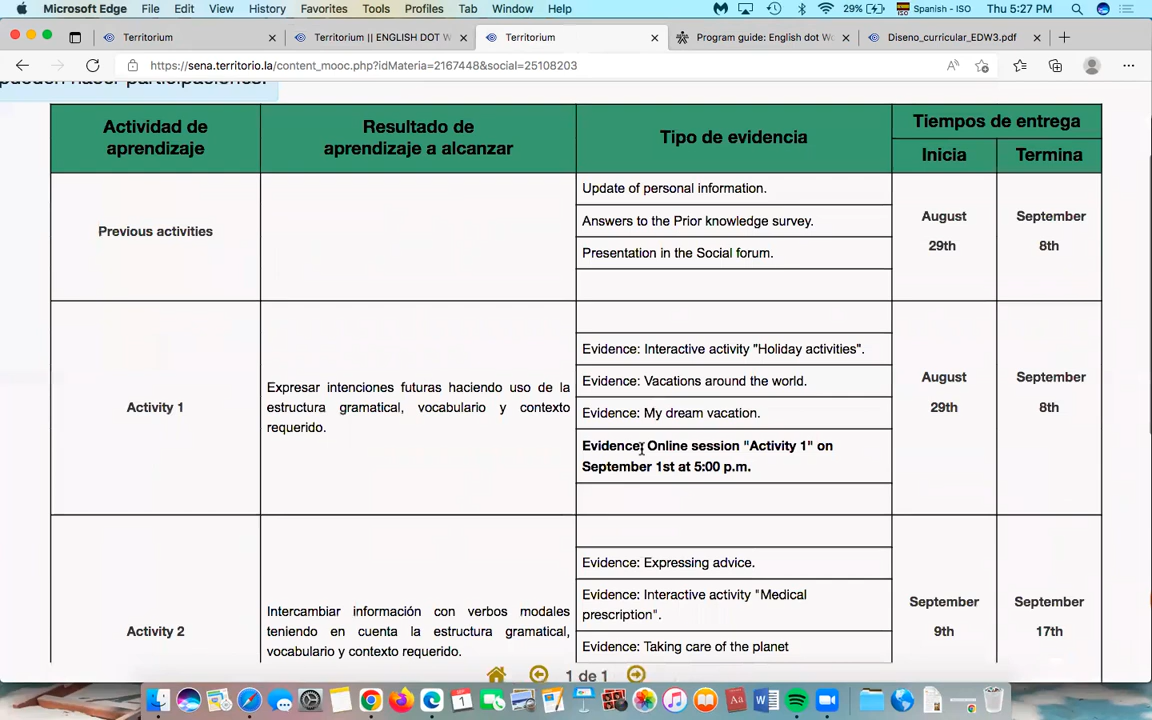 Microsoft Edge File Edit View History Favorites Tools Profiles Tab Window Help 29% Spanish - ISO Thu 5:27 PM
Territorium Territorium || ENGLISH DOT W Territorium Program guide: English dot Wo Diseno_curricular_EDW3.pdf
https://sena.territorio.la/content_mooc.php?idMateria=2167448&social=25108203
Actividad de
aprendizaje
Resultado de
aprendizaje a alcanzar
Tipo de evidencia
Tiempos de entrega
Inicia
Termina
Previous activities
Update of personal information.
Answers to the Prior knowledge survey.
Presentation in the Social forum.
August
29th
September
8th
Activity 1
Expresar intenciones futuras haciendo uso de la
estructura gramatical, vocabulario y contexto
requerido.
Evidence: Interactive activity "Holiday activities".
Evidence: Vacations around the world.
Evidence: My dream vacation.
Evidence: Online session "Activity 1" on
September 1st at 5:00 p.m.
August
29th
September
8th
Activity 2
Intercambiar información con verbos modales
teniendo en cuenta la estructura gramatical,
vocabulario y contexto requerido.
Evidence: Expressing advice.
Evidence: Interactive activity "Medical
prescription".
Evidence: Taking care of the planet
September
9th
September
17th
1 de 1